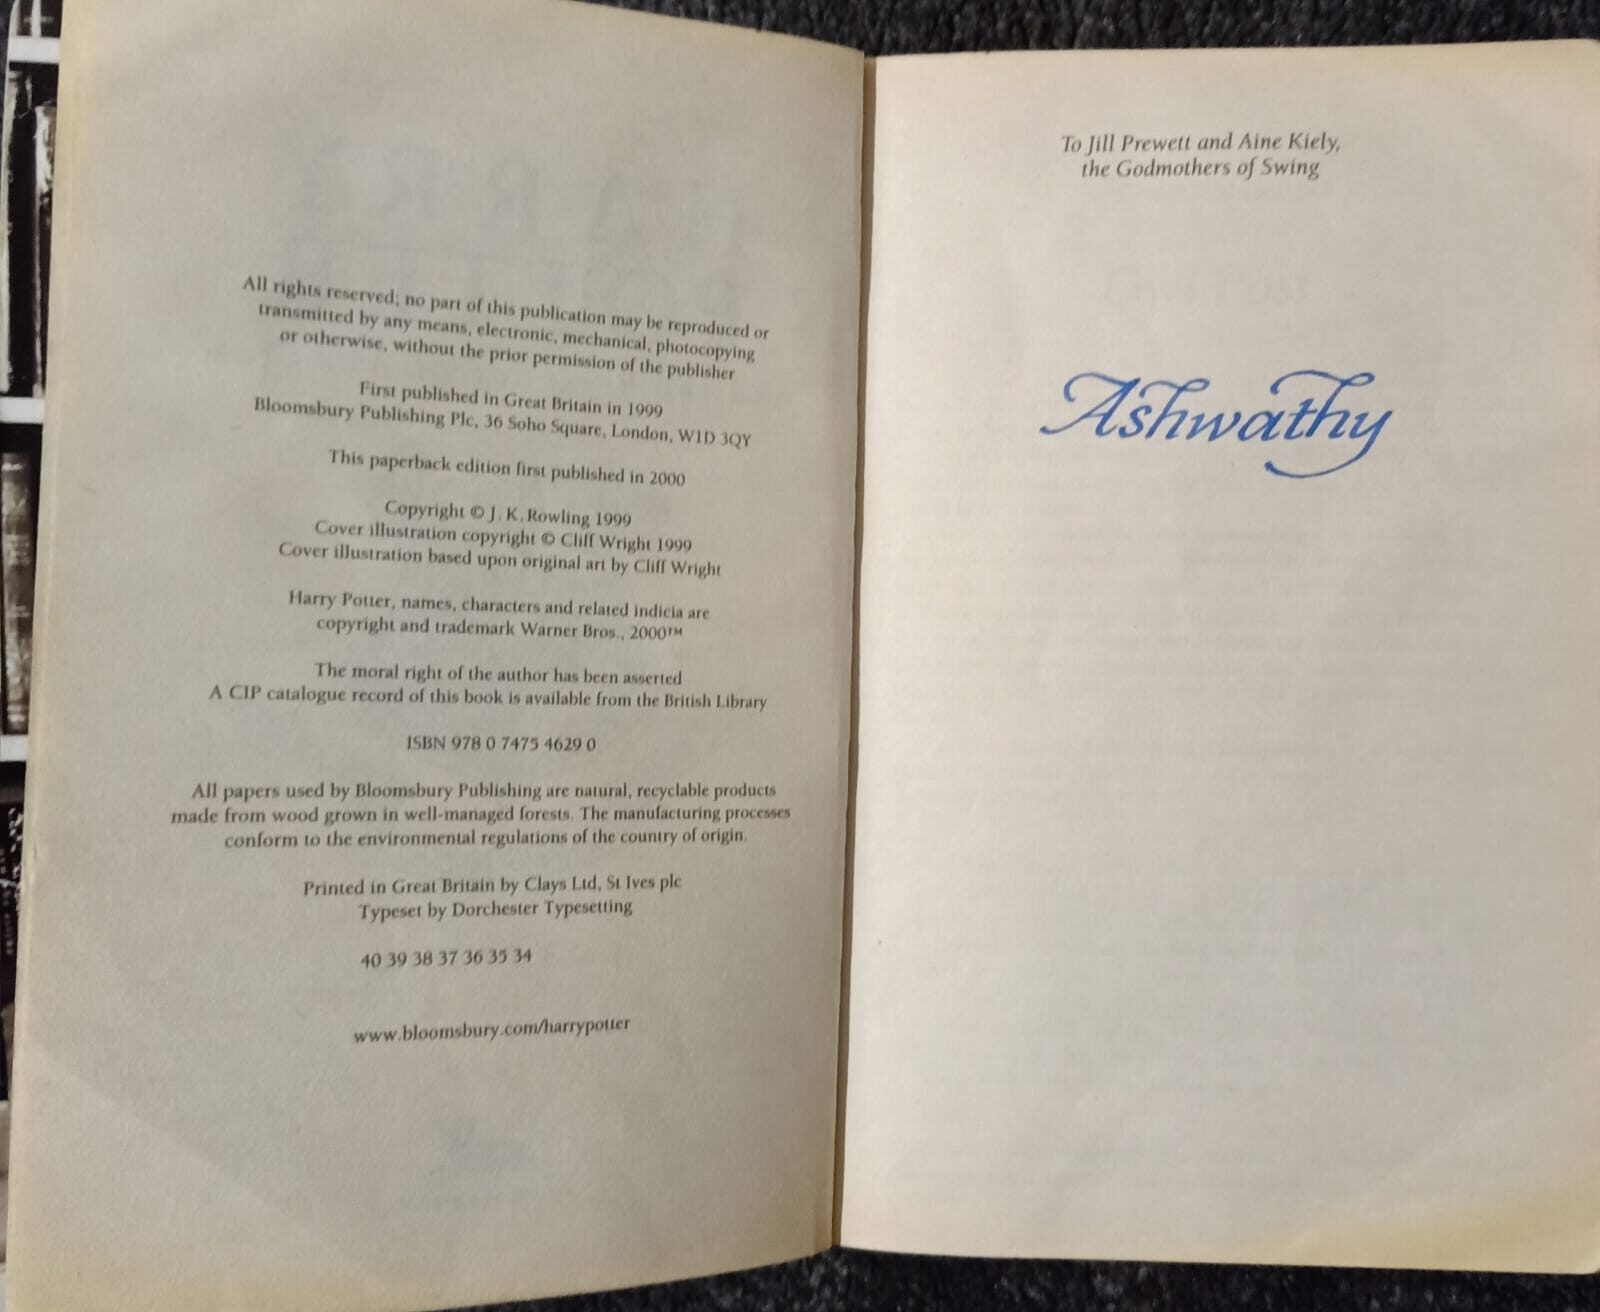 All rights reserved; no part of this publication may be reproduced or
transmitted by any means, electronic, mechanical, photocopying
or otherwise, without the prior permission of the publisher
First published in Great Britain in 1999
Bloomsbury Publishing Plc, 36 Soho Square, London, W1D 3QY
This paperback edition first published in 2000
Copyright © J. K. Rowling 1999
Cover illustration copyright © Cliff Wright 1999
Cover illustration based upon original art by Cliff Wright
Harry Potter, names, characters and related indicia are
copyright and trademark Warner Bros., 2000™
The moral right of the author has been asserted
A CIP catalogue record of this book is available from the British Library
ISBN 978 0 7475 4629 0
All papers used by Bloomsbury Publishing are natural, recyclable products
made from wood grown in well-managed forests. The manufacturing processes
conform to the environmental regulations of the country of origin.
Printed in Great Britain by Clays Ltd, St Ives plc
Typeset by Dorchester Typesetting
40 39 38 37 36 35 34
www.bloomsbury.com/harrypotter
To Jill Prewett and Aine Kiely,
the Godmothers of Swing
Ashwathy